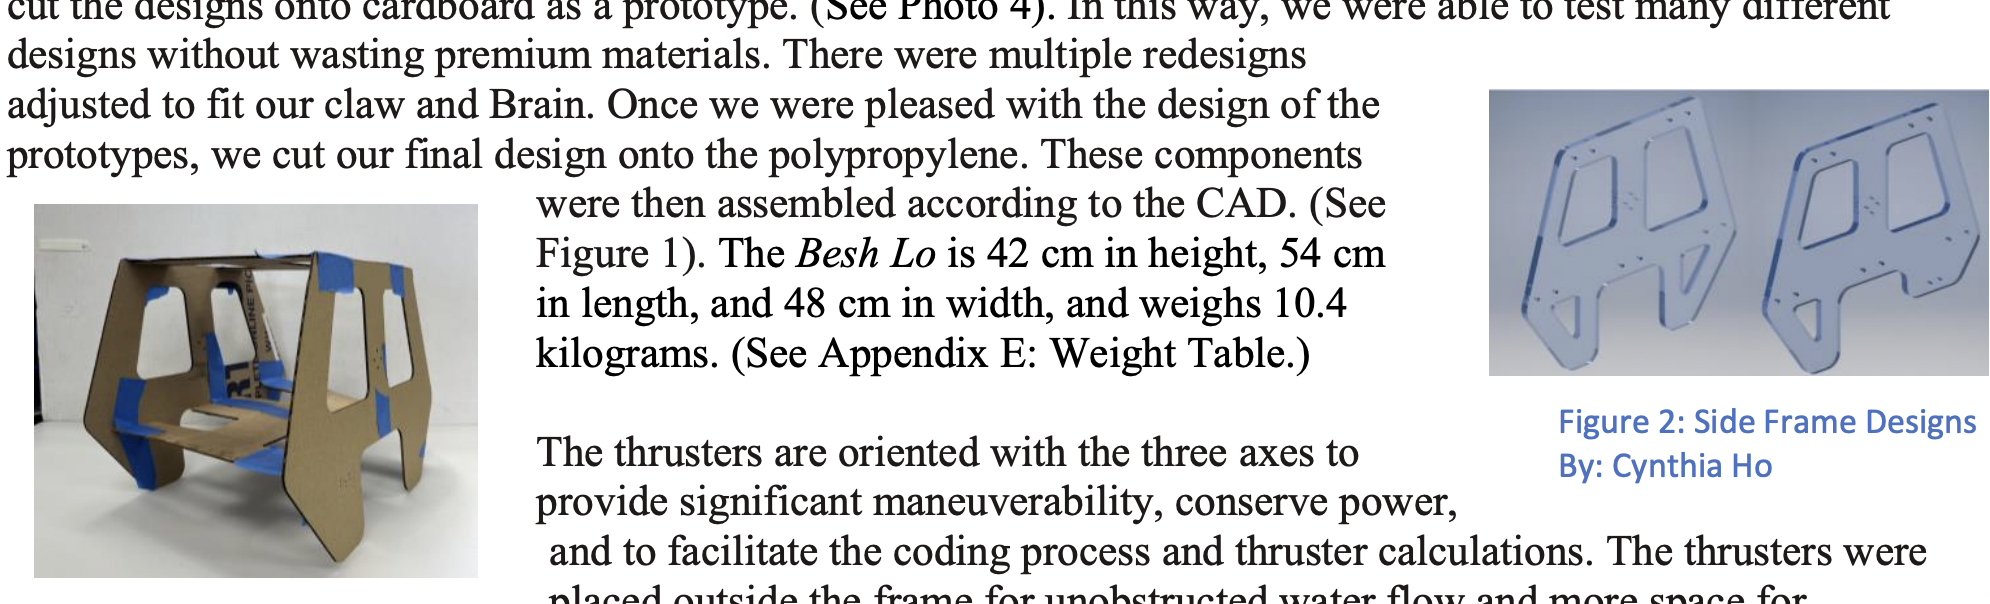 cut the designs onto cardboard as a prototype. (See Photo 4). In this way, we were able to test many different
designs without wasting premium materials. There were multiple redesigns
adjusted to fit our claw and Brain. Once we were pleased with the design of the
prototypes, we cut our final design onto the polypropylene. These components
were then assembled according to the CAD. (See
Figure 1). The Besh Lo is 42 cm in height, 54 cm
in length, and 48 cm in width, and weighs 10.4
kilograms. (See Appendix E: Weight Table.)
Figure 2: Side Frame Designs
By: Cynthia Ho
The thrusters are oriented with the three axes to
provide significant maneuverability, conserve power,
and to facilitate the coding process and thruster calculations. The thrusters were
placed outside the frame for unobstructed water flow and more space for